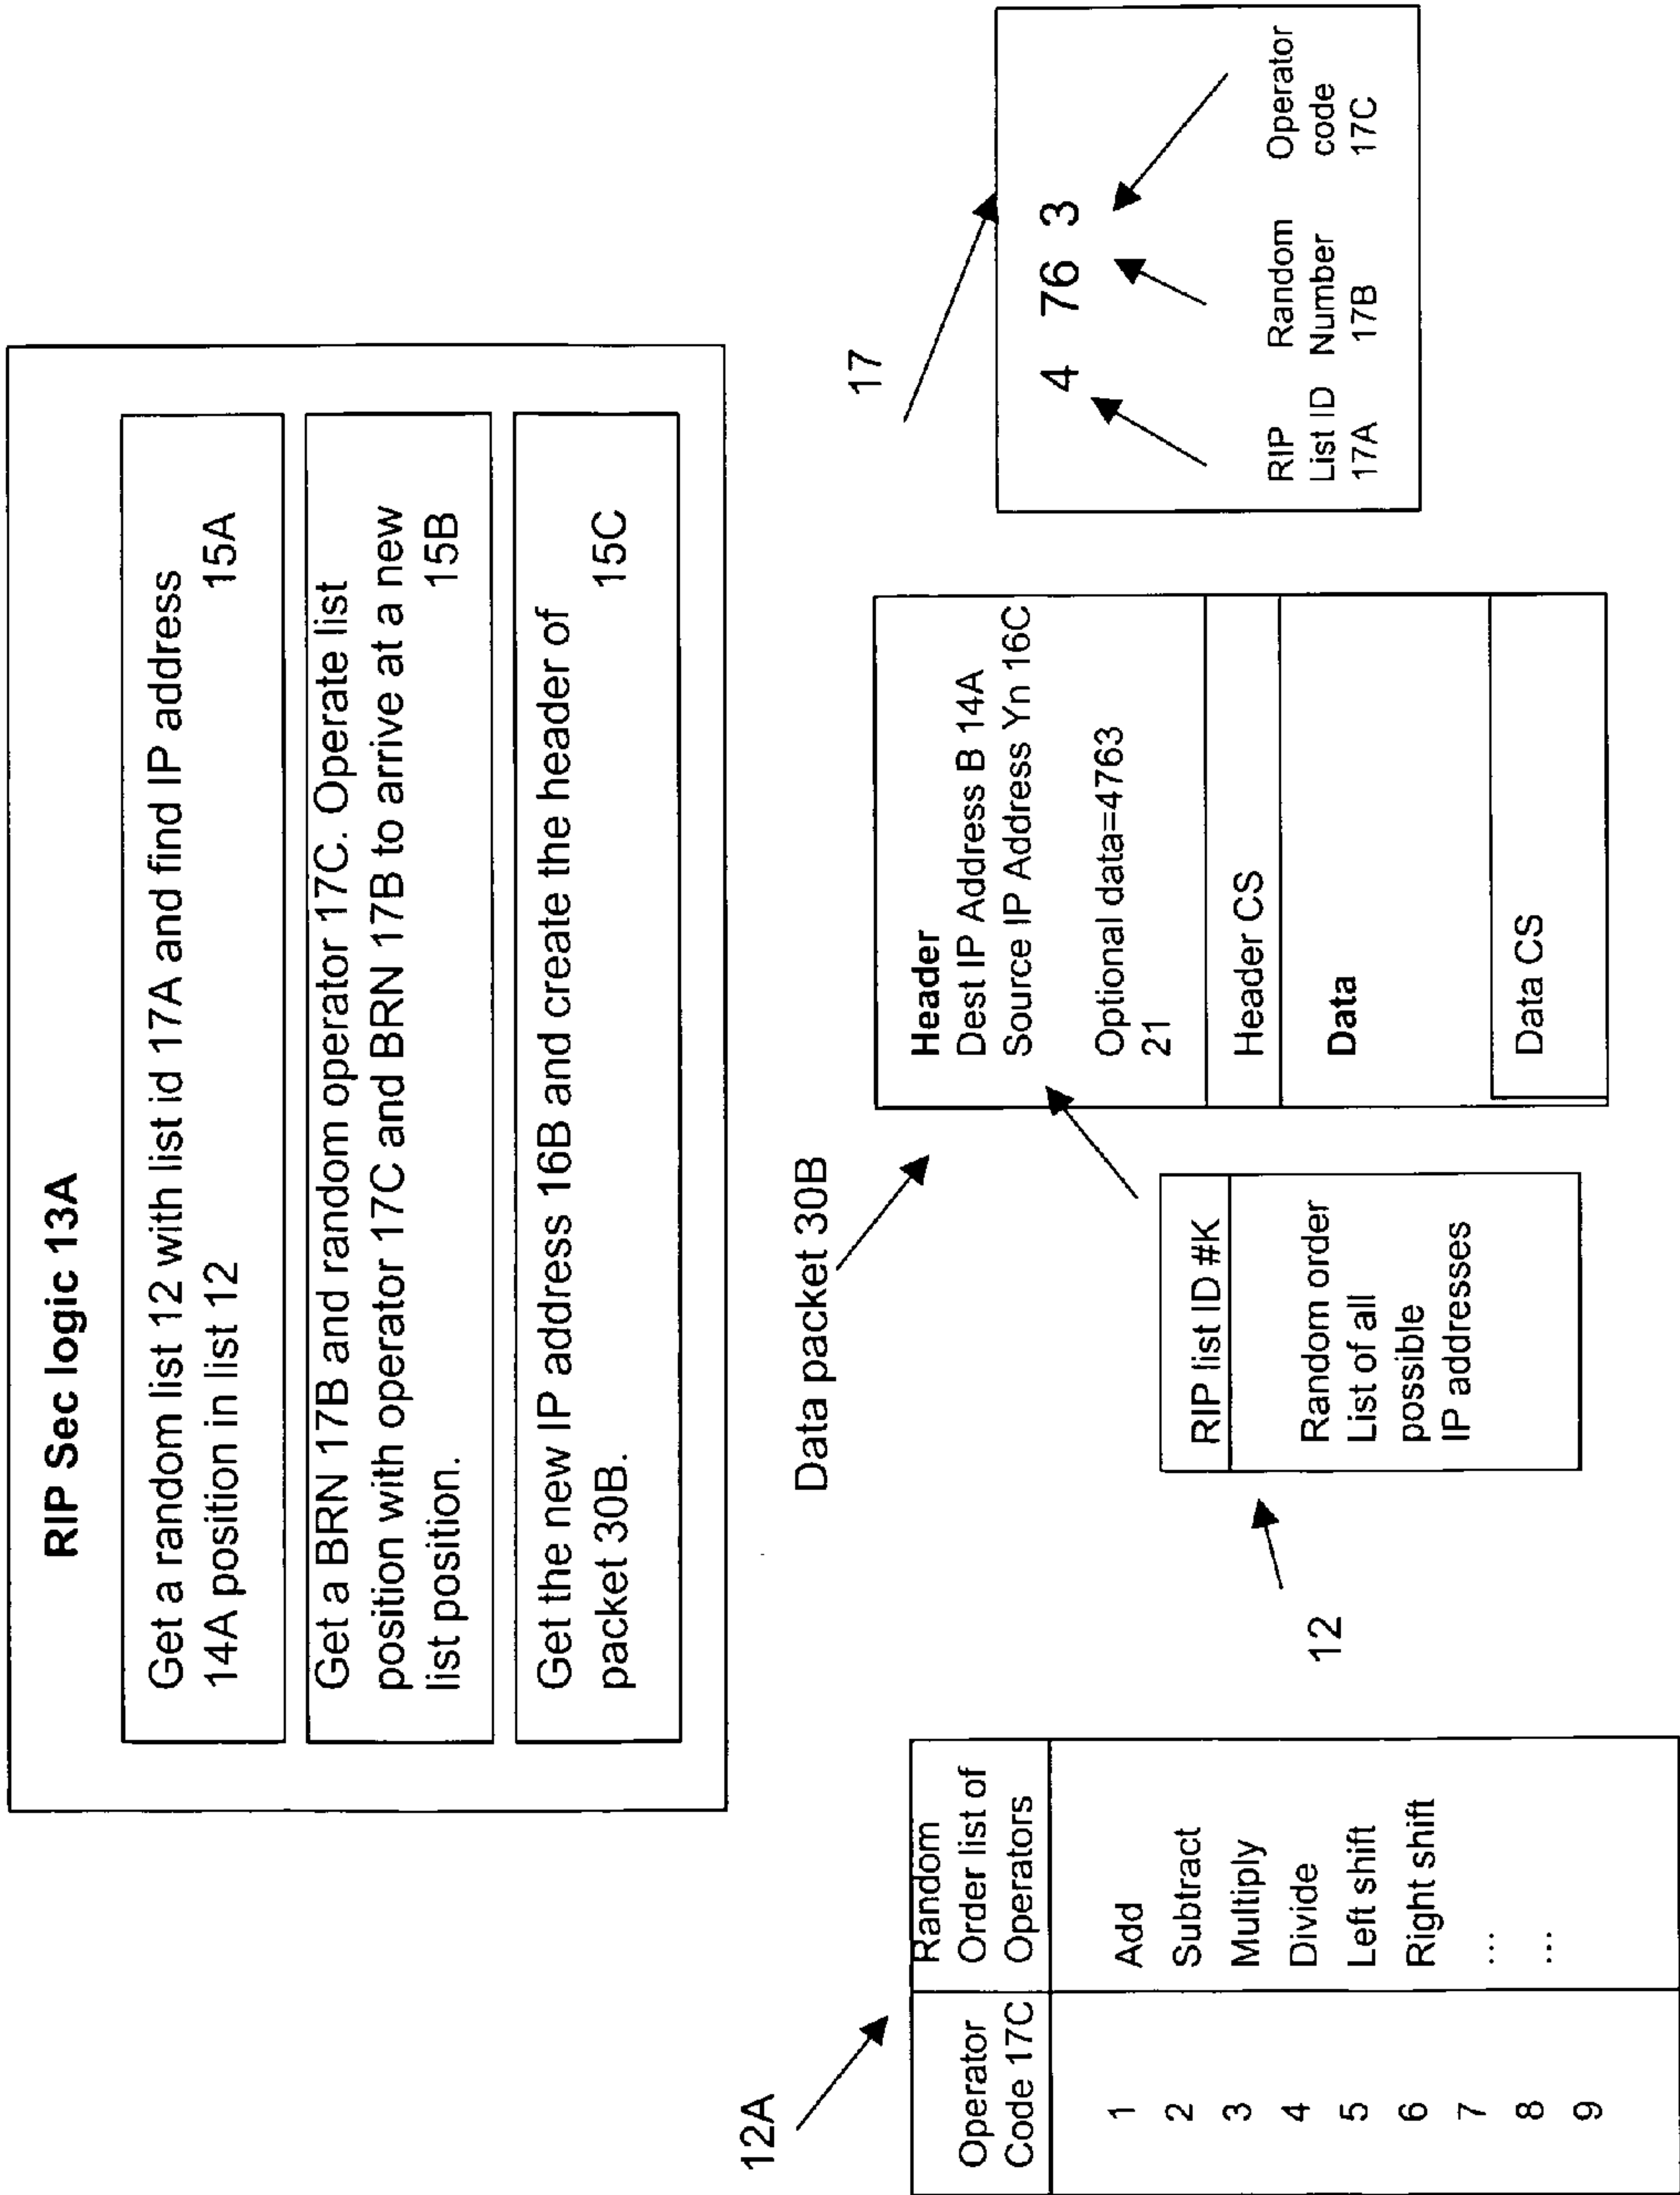 RIP Sec logic 13A
Get a random list 12 with list id 17A and find IP address
14A position in list 12 15A
Get a BRN 17B and random operator 17C. Operate list
position with operator 17C and BRN 17B to arrive at a new
list position. 15B
Get the new IP address 16B and create the header of
packet 30B. 15C
12A
Operator
Code 17C
Random
Order list of
Operators
1 Add
2 Subtract
3 Multiply
4 Divide
5 Left shift
6 Right shift
7 ...
8 ...
9
12
RIP list ID #K
Random order
List of all
possible
IP addresses
Data packet 30B
Header
Dest IP Address B 14A
Source IP Address Yn 16C
Optional data=4763
21
Header CS
Data
Data CS
17
4 76 3
RIP
List ID
17A
Random
Number
17B
Operator
code
17C